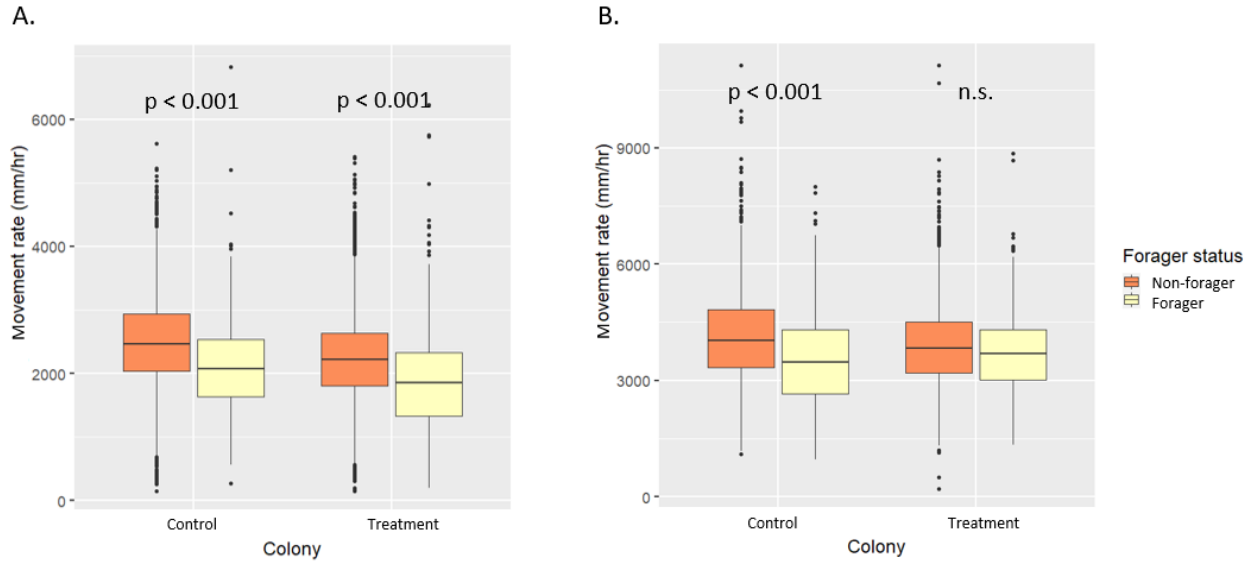 A.
p < 0.001
p < 0.001
6000
4000
2000
0
Movement rate (mm/hr)
Control
Treatment
Colony
B.
p < 0.001
n.s.
9000
6000
3000
0
Movement rate (mm/hr)
Control
Treatment
Colony
Forager status
Non-forager
Forager